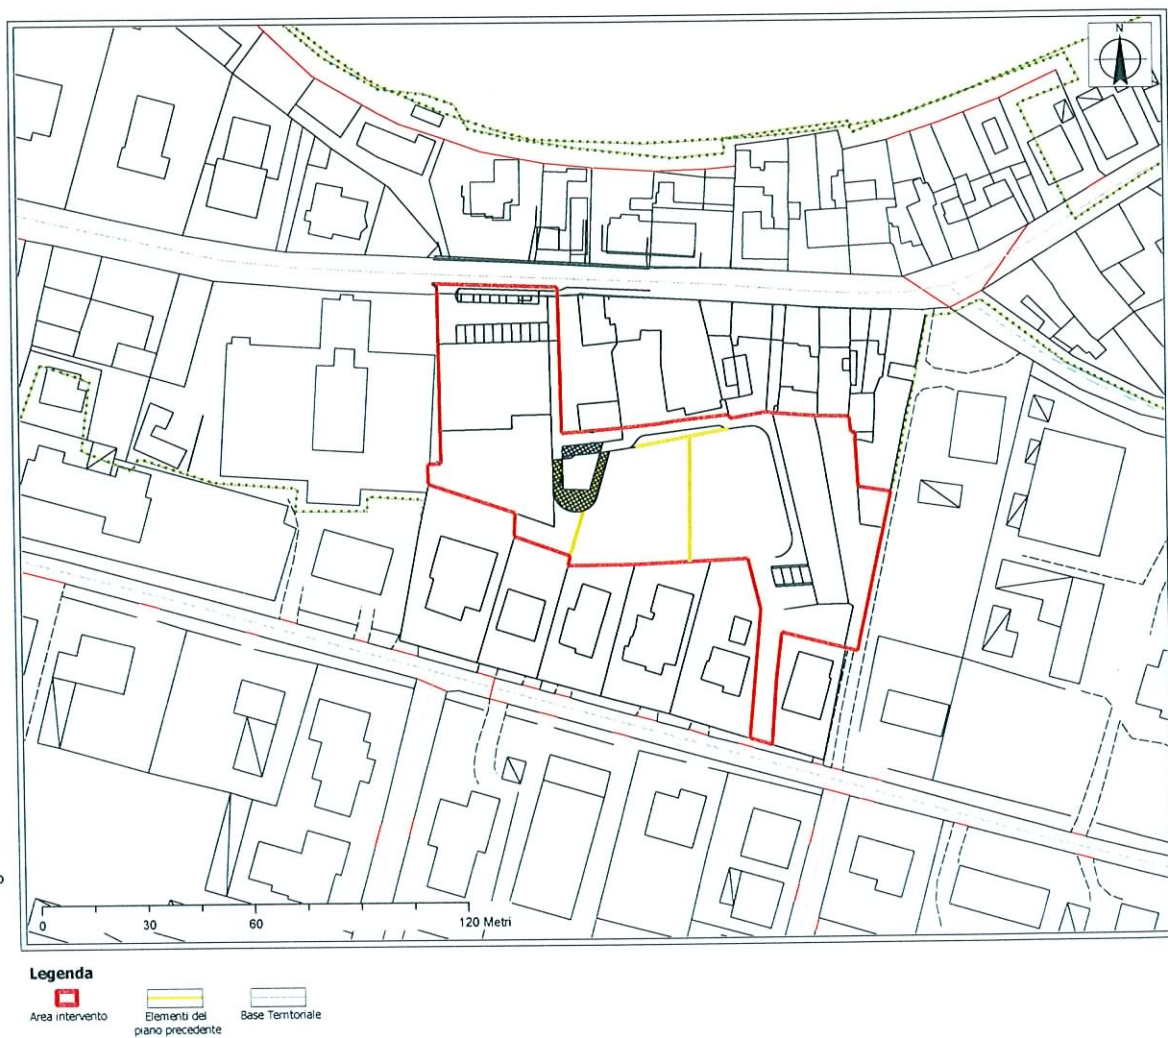 N
0 30 60 120 Metri
Legenda
Area intervento
Elementi del
piano precedente
Base Territoriale